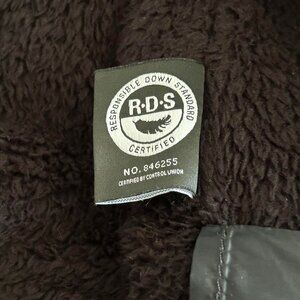 RESPONSIBLE DOWN STANDARD
R·D·S
CERTIFIED
NO. 846255
CERTIFIED BY CONTROL UNION